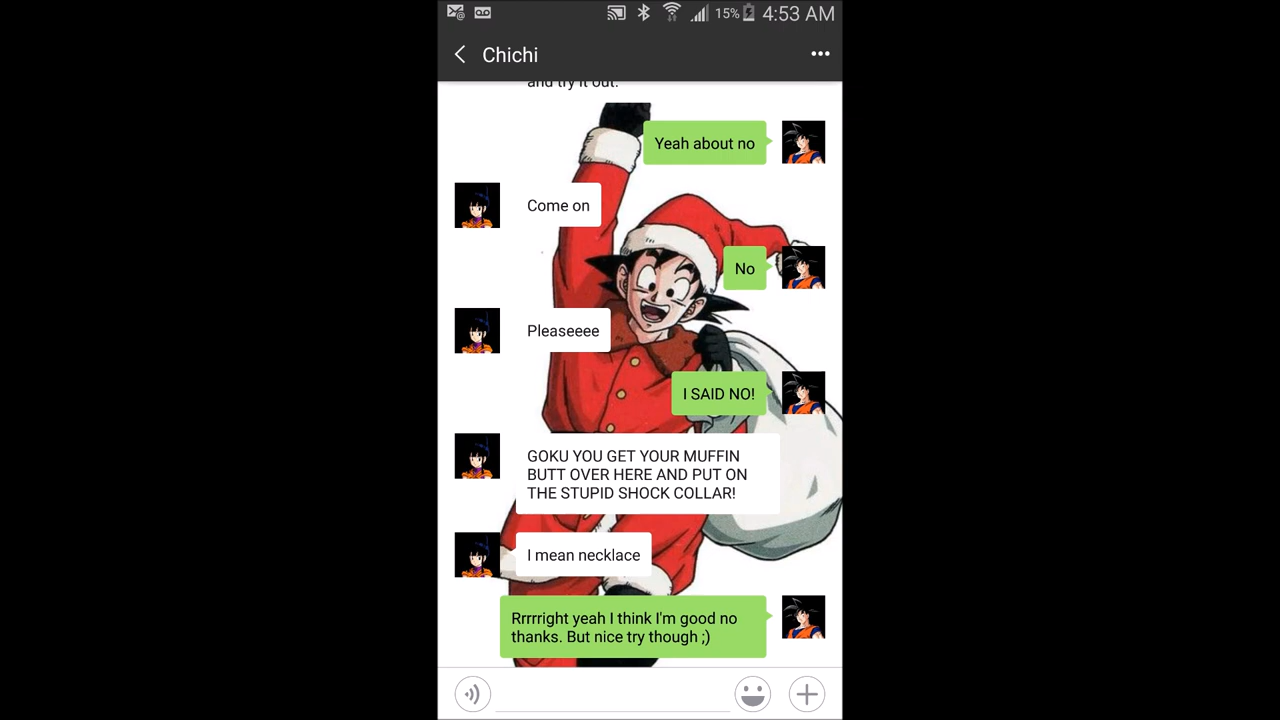 15% 4:53 AM
Chichi
and try it out.
Yeah about no
Come on
No
Pleaseeee
I SAID NO!
GOKU YOU GET YOUR MUFFIN
BUTT OVER HERE AND PUT ON
THE STUPID SHOCK COLLAR!
I mean necklace
Rrrrright yeah I think I'm good no
thanks. But nice try though ;)